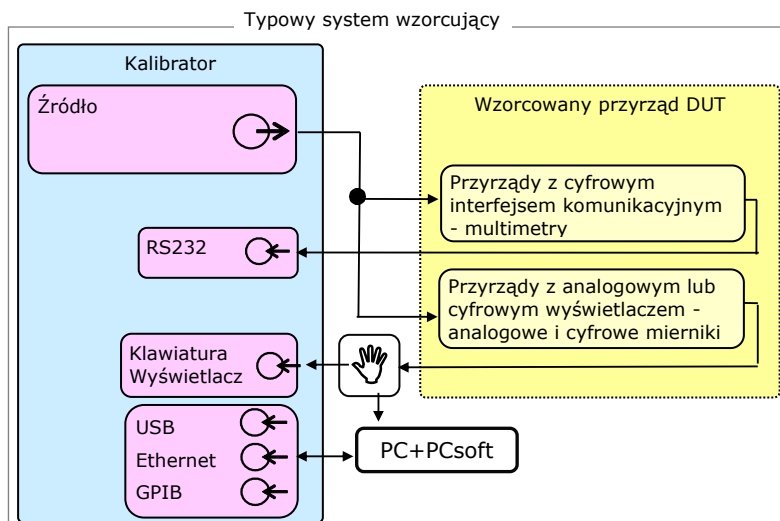 Typowy system wzorcujący
Kalibrator
Źródło
RS232
Klawiatura
Wyświetlacz
USB
Ethernet
GPIB
Wzorcowany przyrząd DUT
Przyrządy z cyfrowym
interfejsem komunikacyjnym
- multimetry
Przyrządy z analogowym lub
cyfrowym wyświetlaczem -
analogowe i cyfrowe mierniki
PC+PCsoft